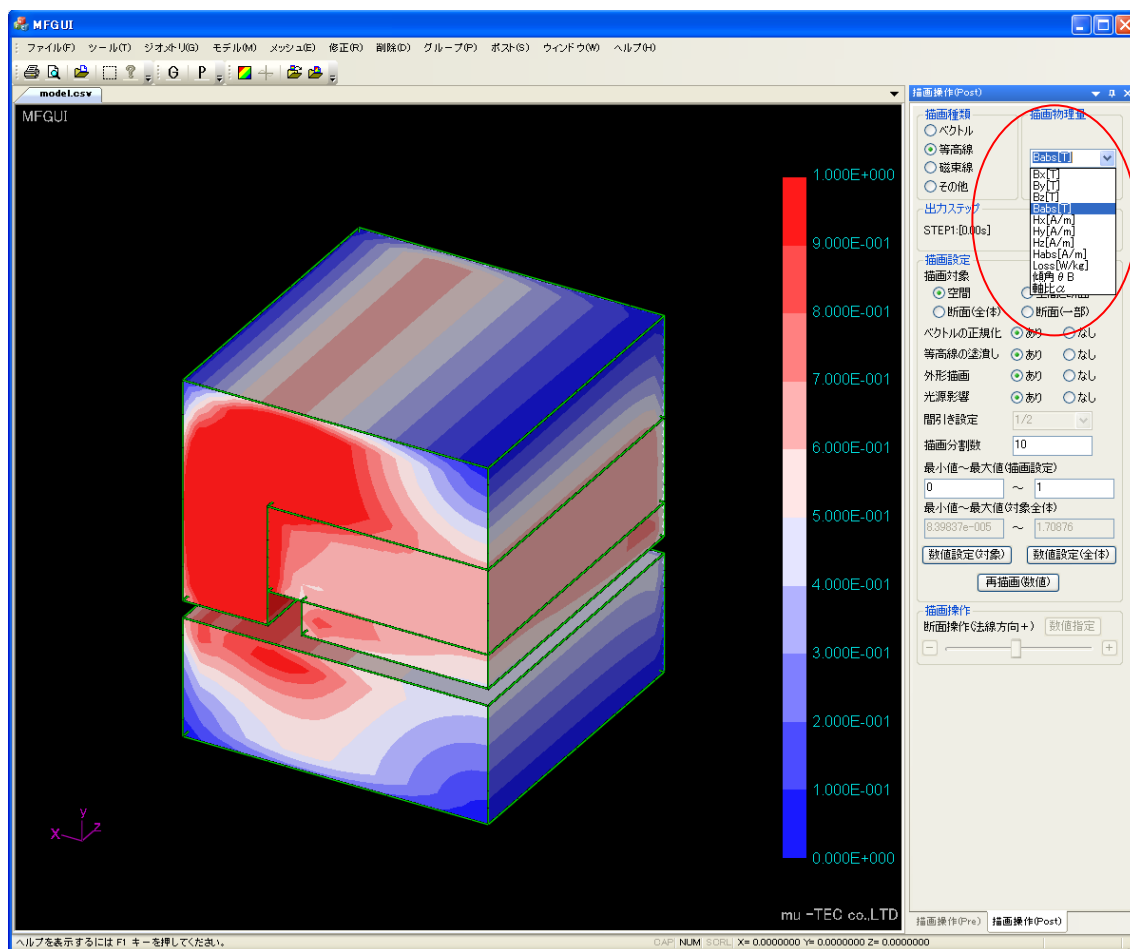 MFGUI
ファイル(F) ツール(T) ジオメトリ(G) モデル(M) メッシュ(E) 修正(R) 削除(D) グループ(P) ポスト(S) ウィンドウ(W) ヘルプ(H)
G P
model.csv
MFGUI
1.000E+000
9.000E-001
8.000E-001
7.000E-001
6.000E-001
5.000E-001
4.000E-001
3.000E-001
2.000E-001
1.000E-001
0.000E+000
y
X Z
mu -TEC co.,LTD
描画操作(Post)
描画種類
ベクトル
等高線
磁束線
その他
描画物理量
Babs[T]
Bx[T]
By[T]
Bz[T]
Babs[T]
Hx[A/m]
Hy[A/m]
Hz[A/m]
Habs[A/m]
Loss[W/kg]
傾角θB
軸比α
出力ステップ
STEP1:[0.00s]
描画設定
描画対象
空間
断面(全体) 断面(一部)
ベクトルの正規化 あり なし
等高線の塗潰し あり なし
外形描画 あり なし
光源影響 あり なし
間引き設定 1/2
描画分割数 10
最小値～最大値(描画設定)
0 ～ 1
最小値～最大値(対象全体)
8.39837e-005 ～ 1.70876
数値設定(対象) 数値設定(全体)
再描画(数値)
描画操作
断面操作(法線方向+) 数値指定
描画操作(Pre) 描画操作(Post)
ヘルプを表示するには F1 キーを押してください。 CAP NUM SCRL X= 0.0000000 Y= 0.0000000 Z= 0.0000000